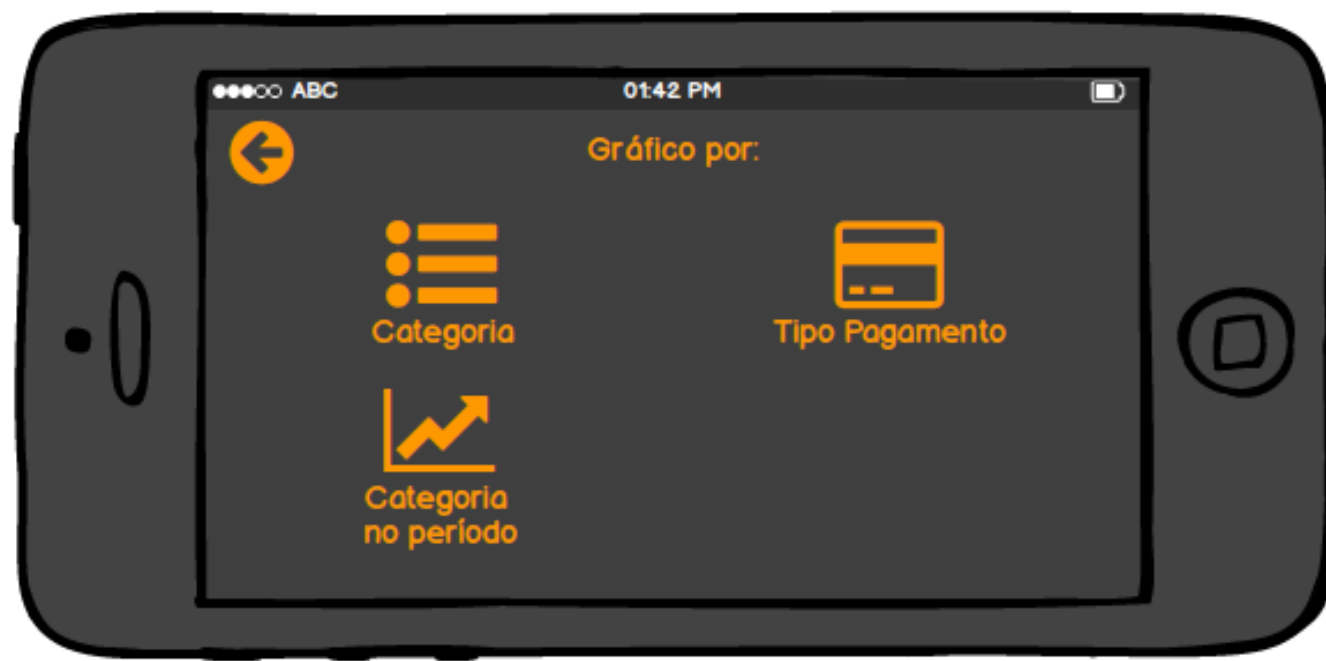 ABC 01:42 PM
Gráfico por:
Categoria
Tipo Pagamento
Categoria
no período